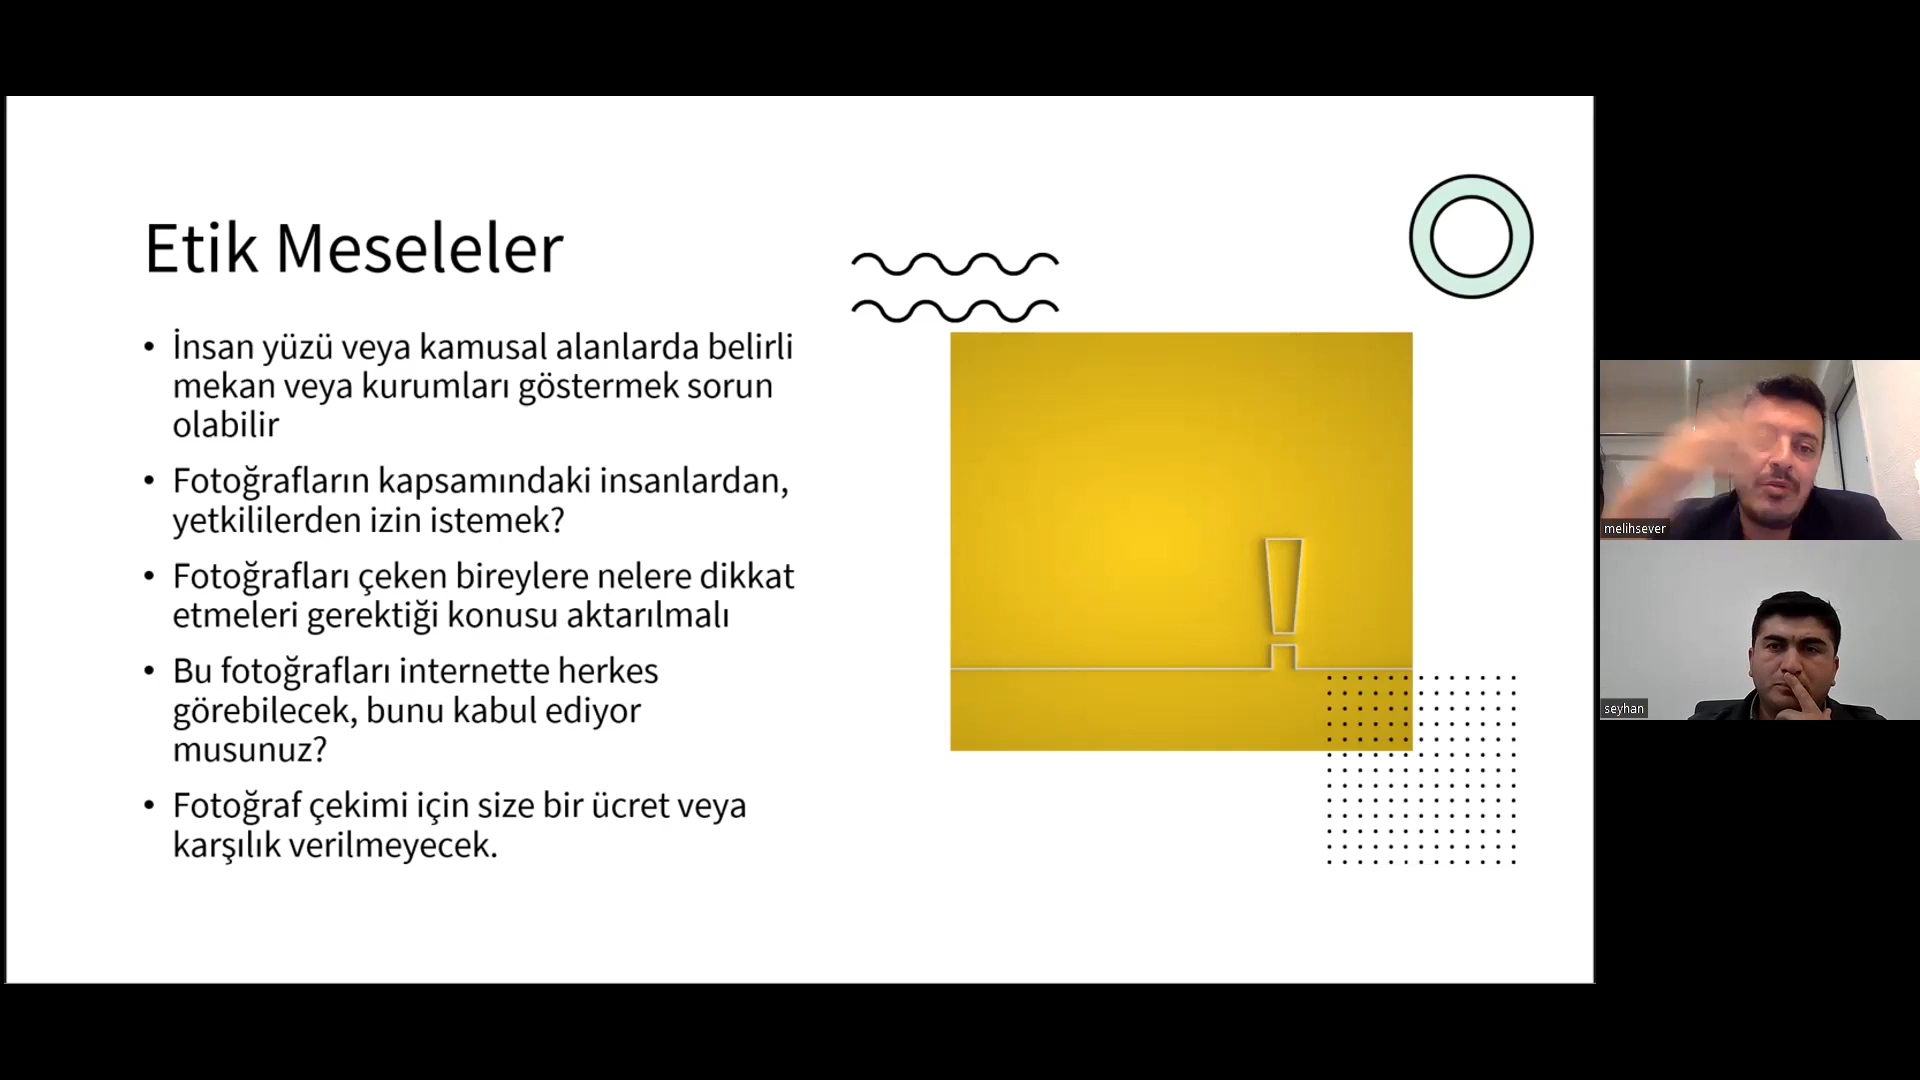 Etik Meseleler
• İnsan yüzü veya kamusal alanlarda belirli
mekan veya kurumları göstermek sorun
olabilir
• Fotoğrafların kapsamındaki insanlardan,
yetkililerden izin istemek?
• Fotoğrafları çeken bireylere nelere dikkat
etmeleri gerektiği konusu aktarılmalı
• Bu fotoğrafları internette herkes
görebilecek, bunu kabul ediyor
musunuz?
• Fotoğraf çekimi için size bir ücret veya
karşılık verilmeyecek.
melihsever
seyhan